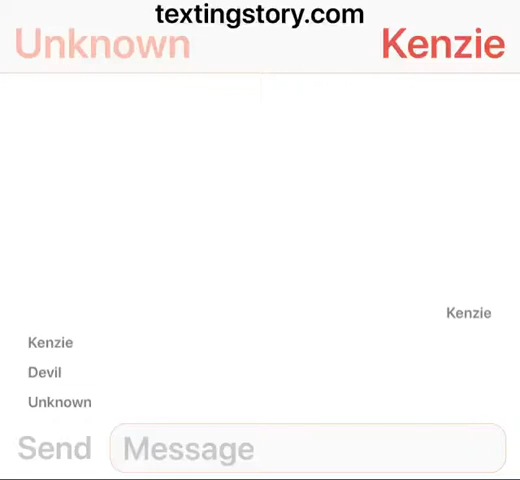 textingstory.com
Unknown Kenzie
Kenzie
Kenzie
Devil
Unknown
Send Message